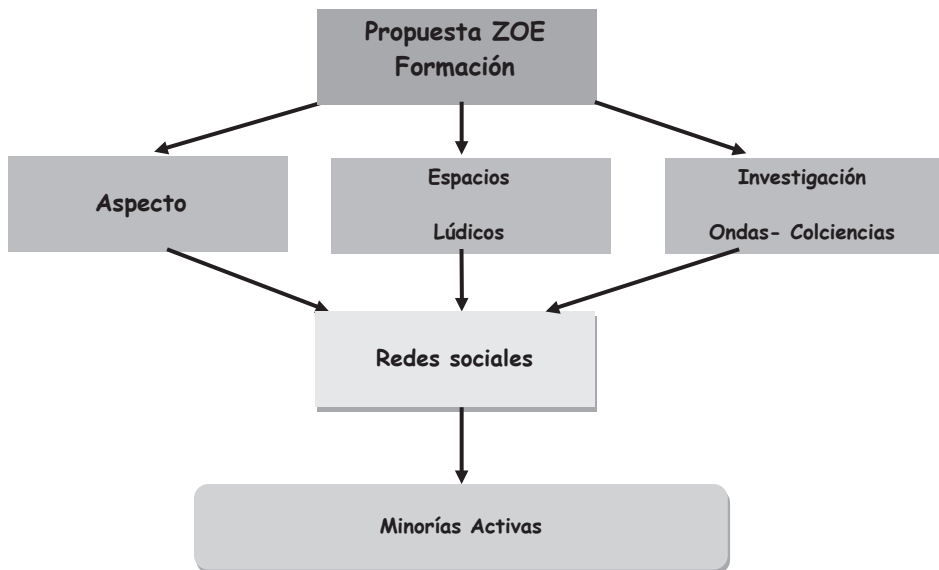 Propuesta ZOE
Formación
Aspecto
Espacios
Lúdicos
Investigación
Ondas- Colciencias
Redes sociales
Minorías Activas